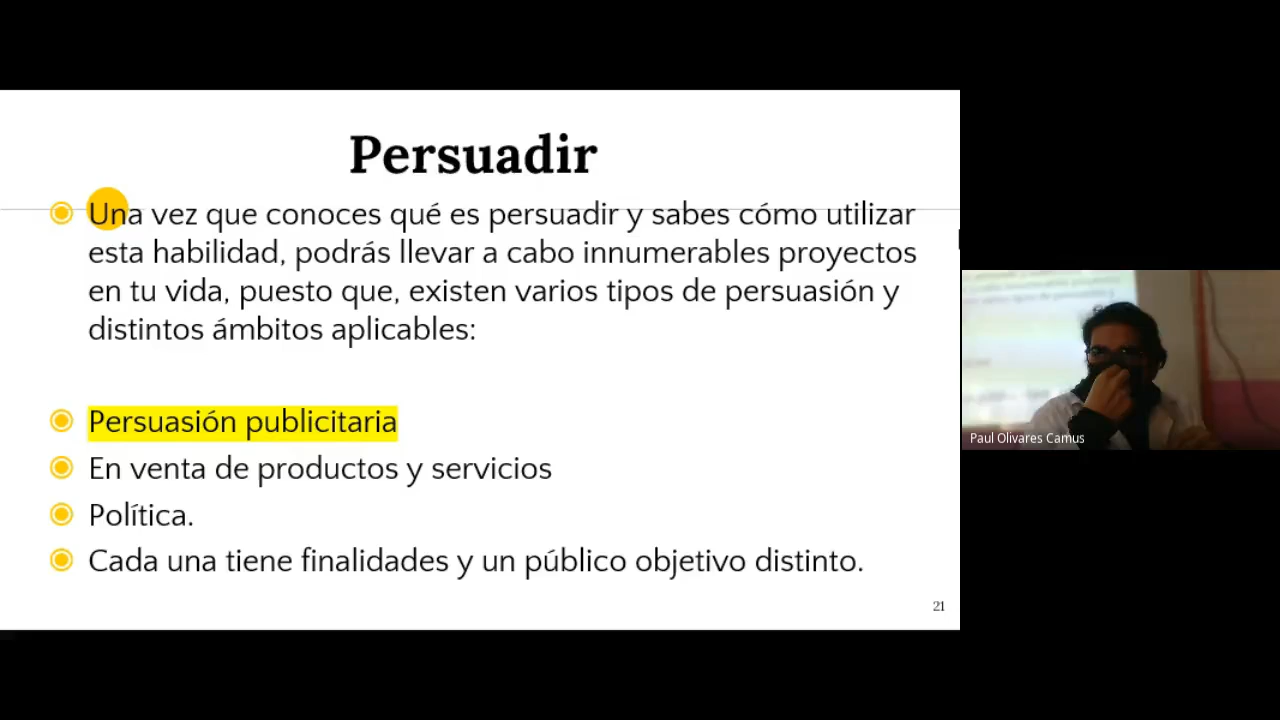 Persuadir
Una vez que conoces qué es persuadir y sabes cómo utilizar
esta habilidad, podrás llevar a cabo innumerables proyectos
en tu vida, puesto que, existen varios tipos de persuasión y
distintos ámbitos aplicables:
Persuasión publicitaria
En venta de productos y servicios
Política.
Cada una tiene finalidades y un público objetivo distinto.
21
Paul Olivares Camus